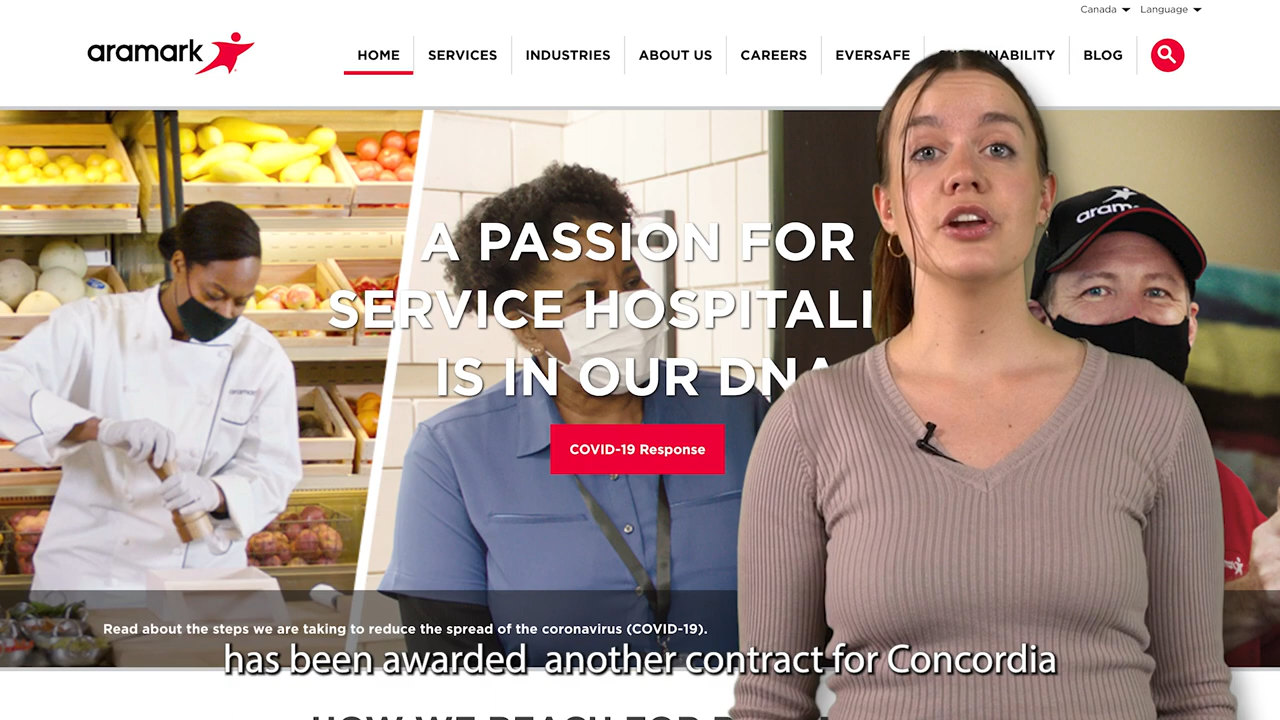 Canada Language
aramark
HOME SERVICES INDUSTRIES ABOUT US CAREERS EVERSAFE SUSTAINABILITY BLOG
A PASSION FOR
SERVICE HOSPITALI
IS IN OUR DNA
COVID-19 Response
Read about the steps we are taking to reduce the spread of the coronavirus (COVID-19).
has been awarded another contract for Concordia